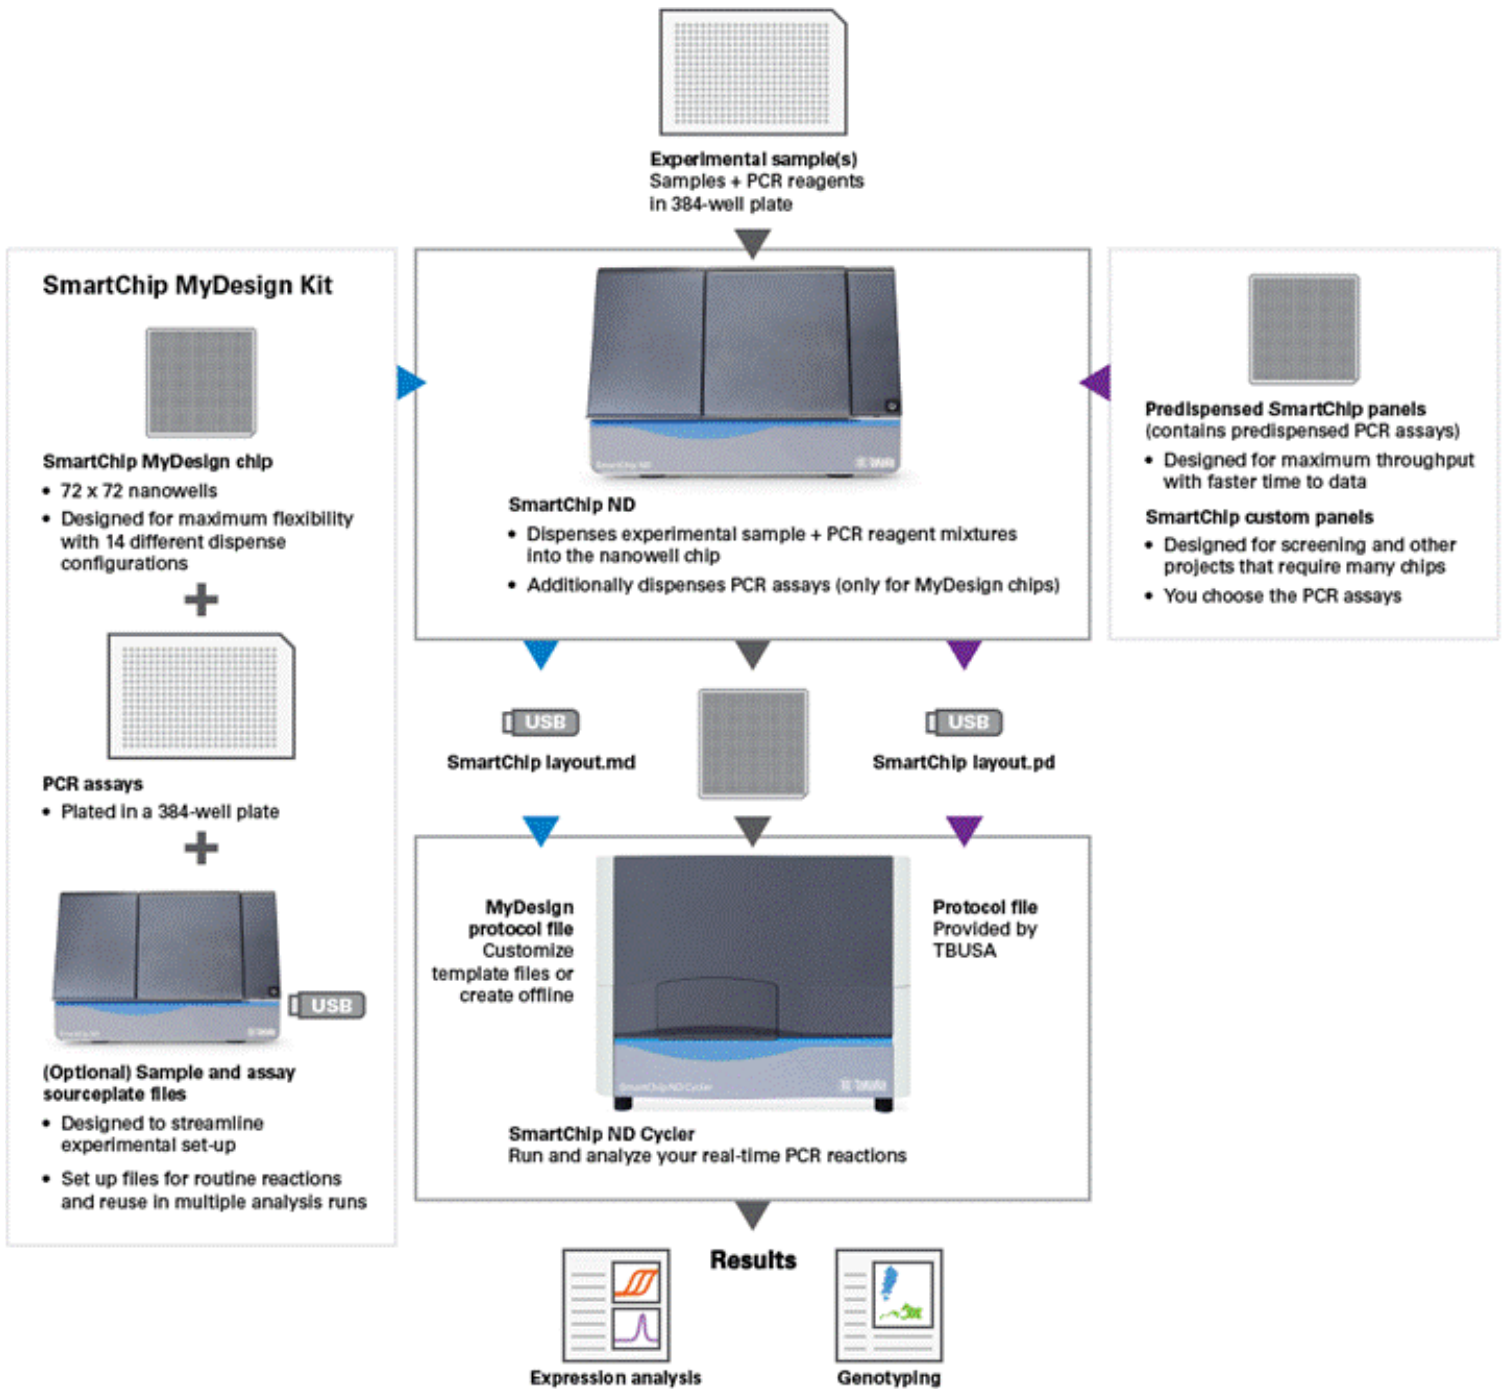 Experimental sample(s)
Samples + PCR reagents
in 384-well plate
SmartChip MyDesign Kit
SmartChip MyDesign chip
• 72 x 72 nanowells
• Designed for maximum flexibility
with 14 different dispense
configurations
+
PCR assays
• Plated in a 384-well plate
+
USB
(Optional) Sample and assay
sourceplate files
• Designed to streamline
experimental set-up
• Set up files for routine reactions
and reuse in multiple analysis runs
SmartChip ND
TaKaRa
SmartChip ND
• Dispenses experimental sample + PCR reagent mixtures
into the nanowell chip
• Additionally dispenses PCR assays (only for MyDesign chips)
Predispensed SmartChip panels
(contains predispensed PCR assays)
• Designed for maximum throughput
with faster time to data
SmartChip custom panels
• Designed for screening and other
projects that require many chips
• You choose the PCR assays
USB
SmartChip layout.md
USB
SmartChip layout.pd
MyDesign
protocol file
Customize
template files or
create offline
Protocol file
Provided by
TBUSA
SmartChip ND Cycler
TaKaRa
SmartChip ND Cycler
Run and analyze your real-time PCR reactions
Results
Expression analysis
Genotyping